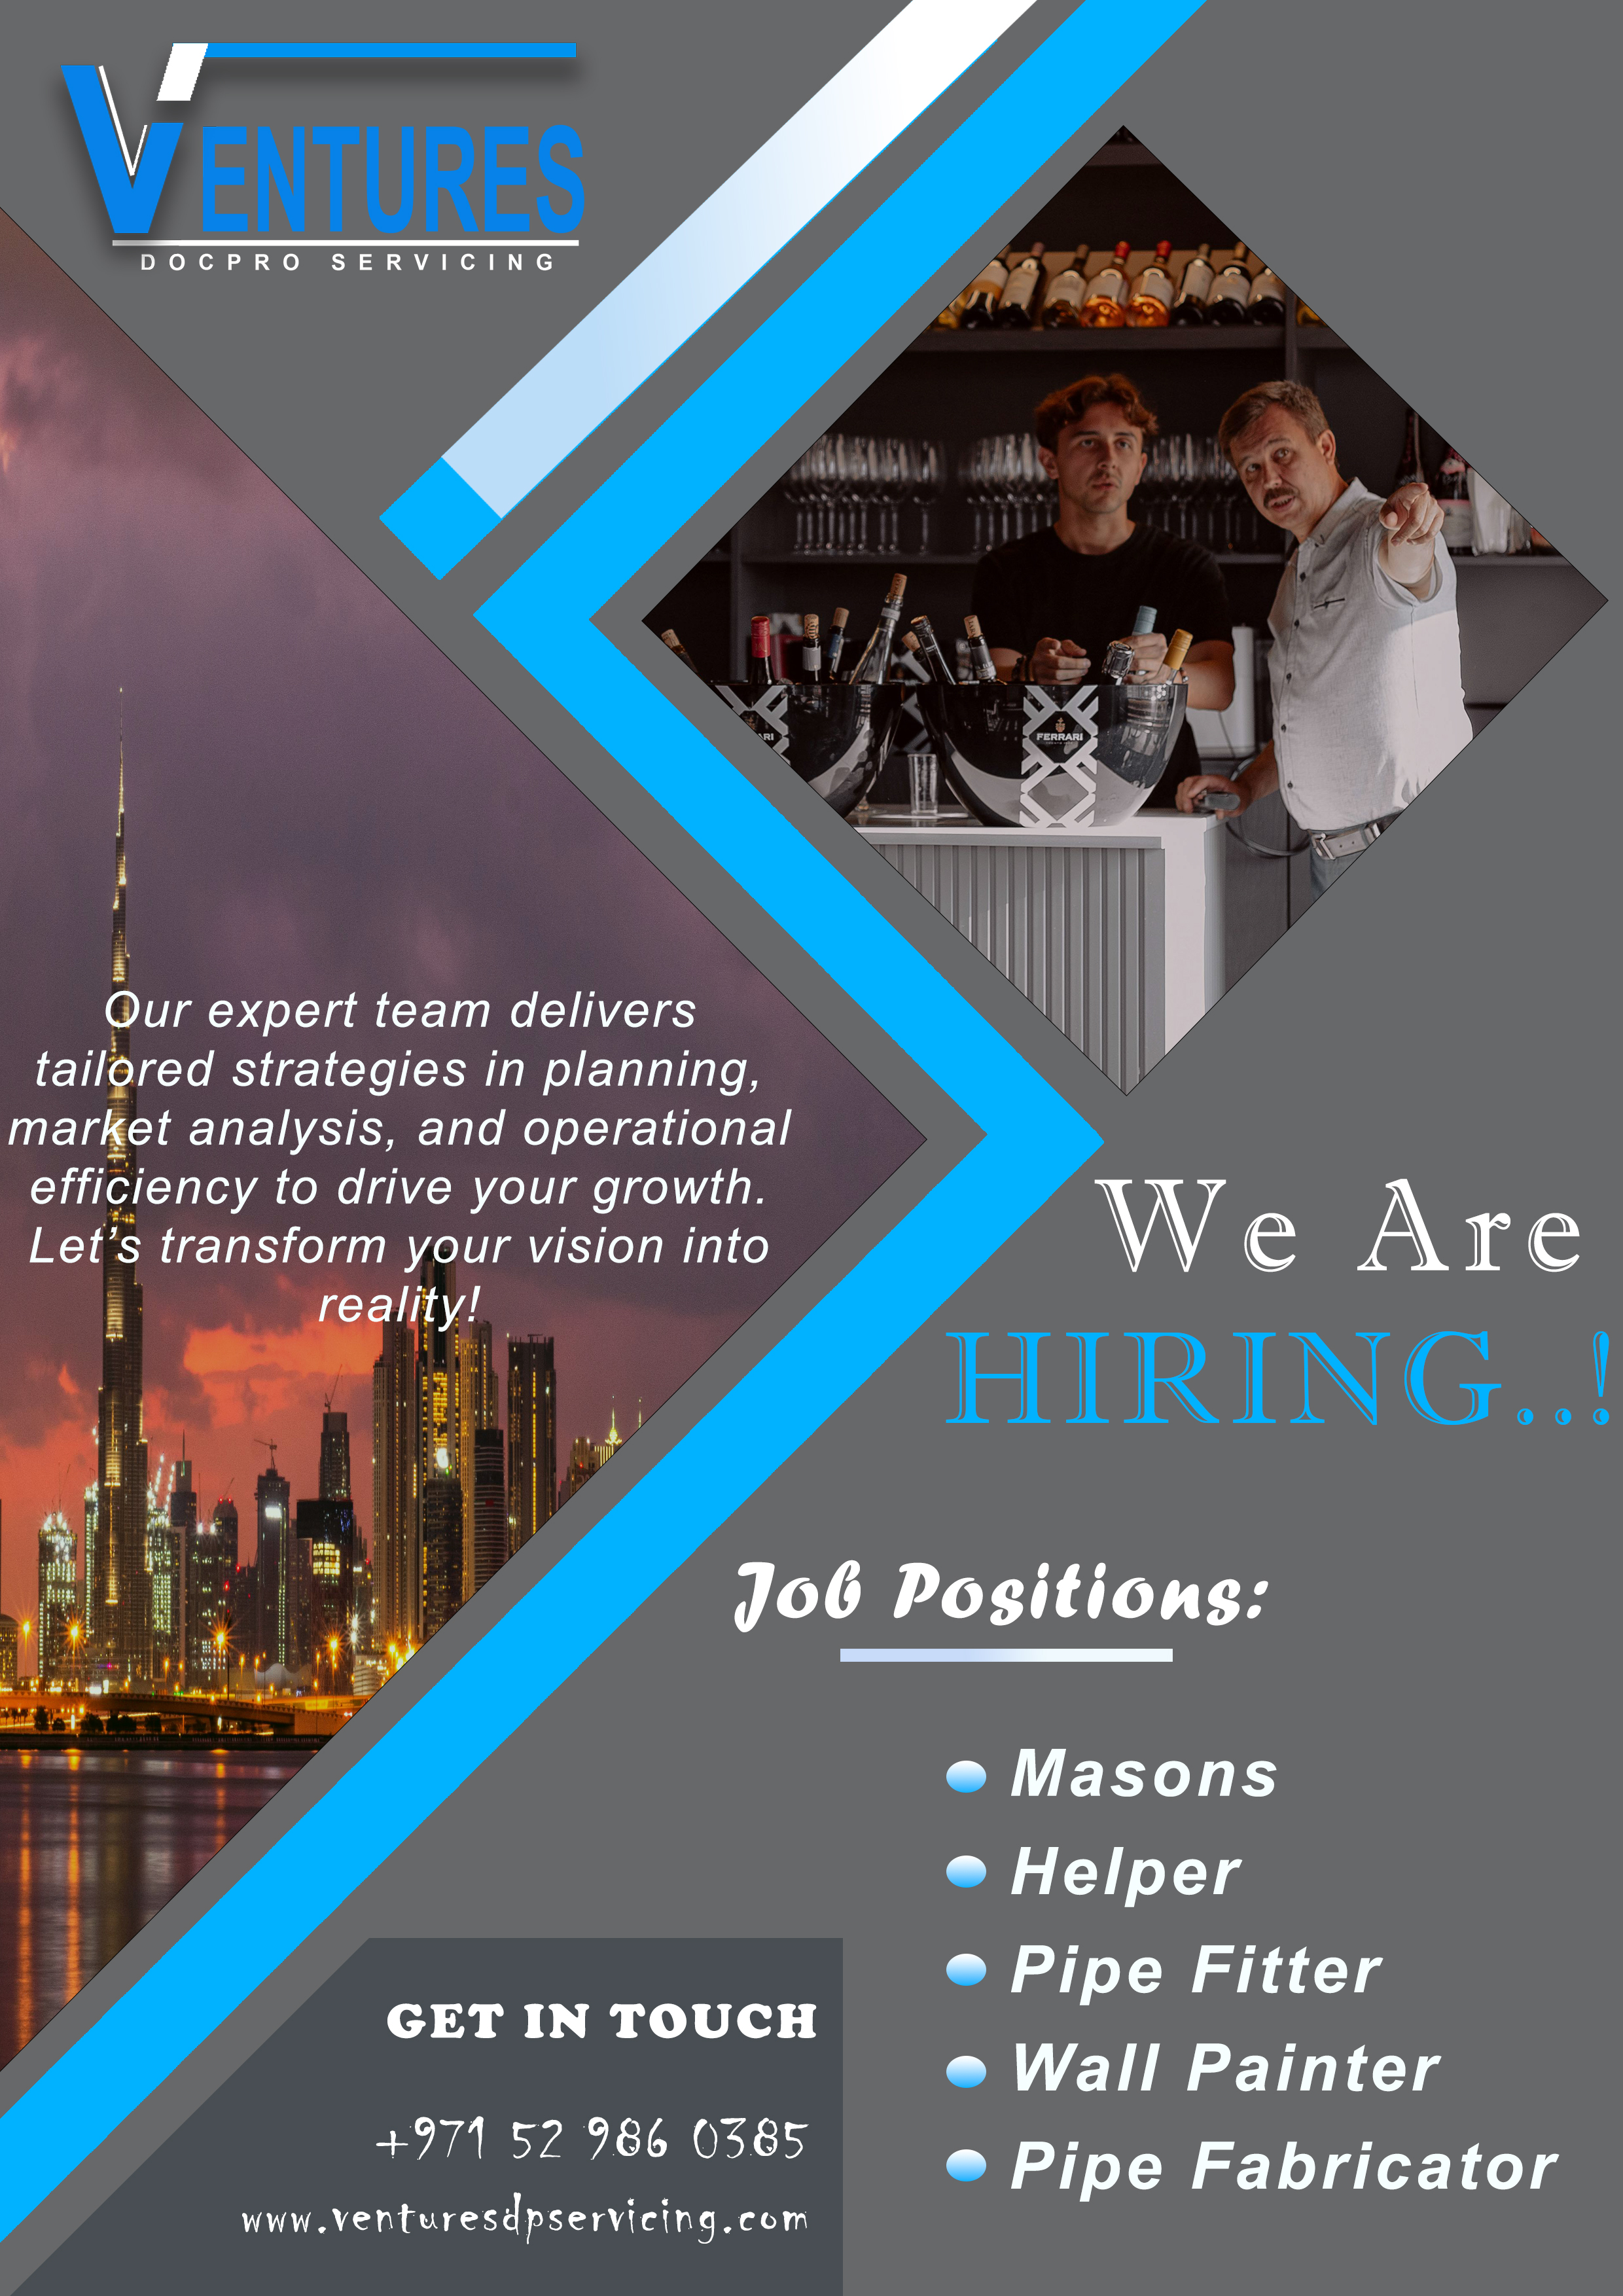 VENTURES
DOCPRO SERVICING
FERRARI
Our expert team delivers
tailored strategies in planning,
market analysis, and operational
efficiency to drive your growth.
Let's transform your vision into
reality!
We Are
HIRING..!
Job Positions:
Masons
Helper
Pipe Fitter
Wall Painter
Pipe Fabricator
GET IN TOUCH
+971 52 986 0385
www.venturesdpservicing.com